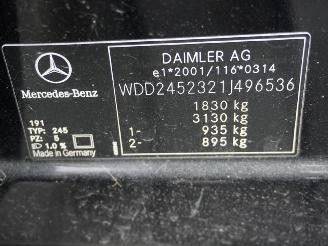 DAIMLER AG
e1*2001/116*0314
WDD2452321J496536
Mercedes-Benz
1830 kg
3130 kg
1- 935 kg
2- 895 kg
191
TYP: 245
PZ: 5
1.0 %
Made in Germany